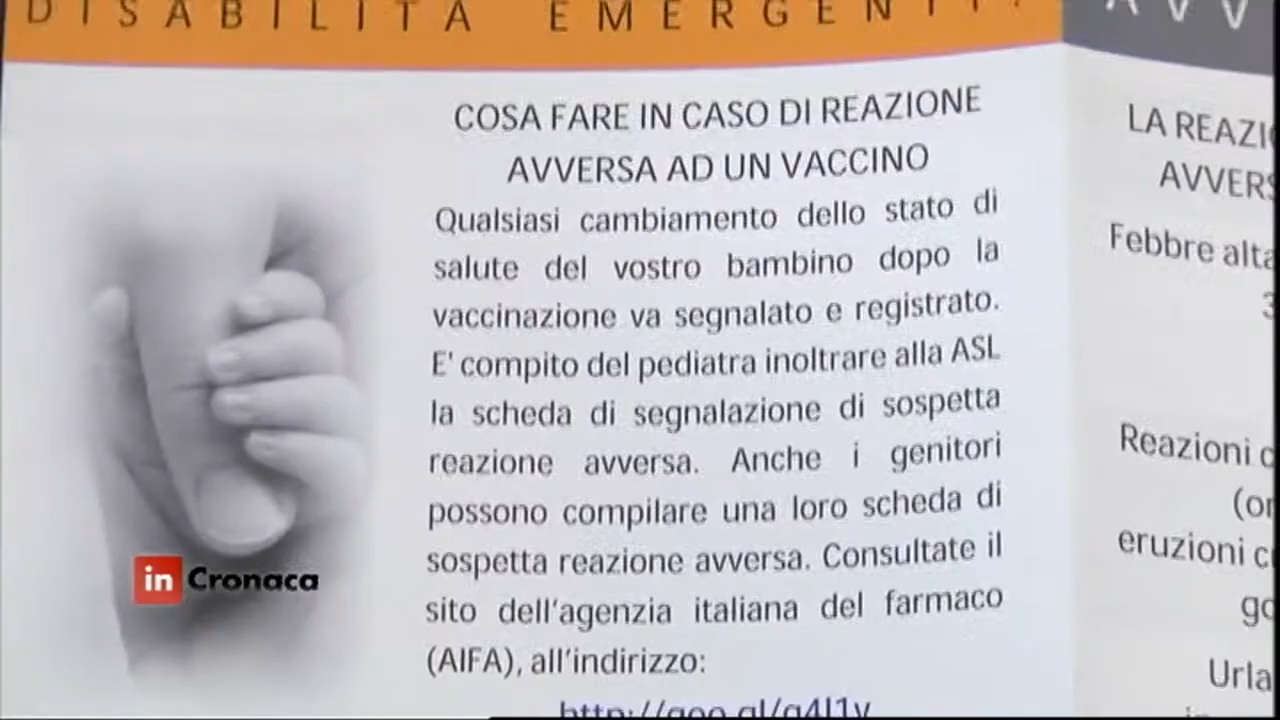 DISABILITÀ EMERGENTI?
COSA FARE IN CASO DI REAZIONE
AVVERSA AD UN VACCINO
Qualsiasi cambiamento dello stato di
salute del vostro bambino dopo la
vaccinazione va segnalato e registrato.
E' compito del pediatra inoltrare alla ASL
la scheda di segnalazione di sospetta
reazione avversa. Anche i genitori
possono compilare una loro scheda di
sospetta reazione avversa. Consultate il
sito dell'agenzia italiana del farmaco
(AIFA), all'indirizzo:
in Cronaca
LA
Febbre alta
Reazioni
eruzioni